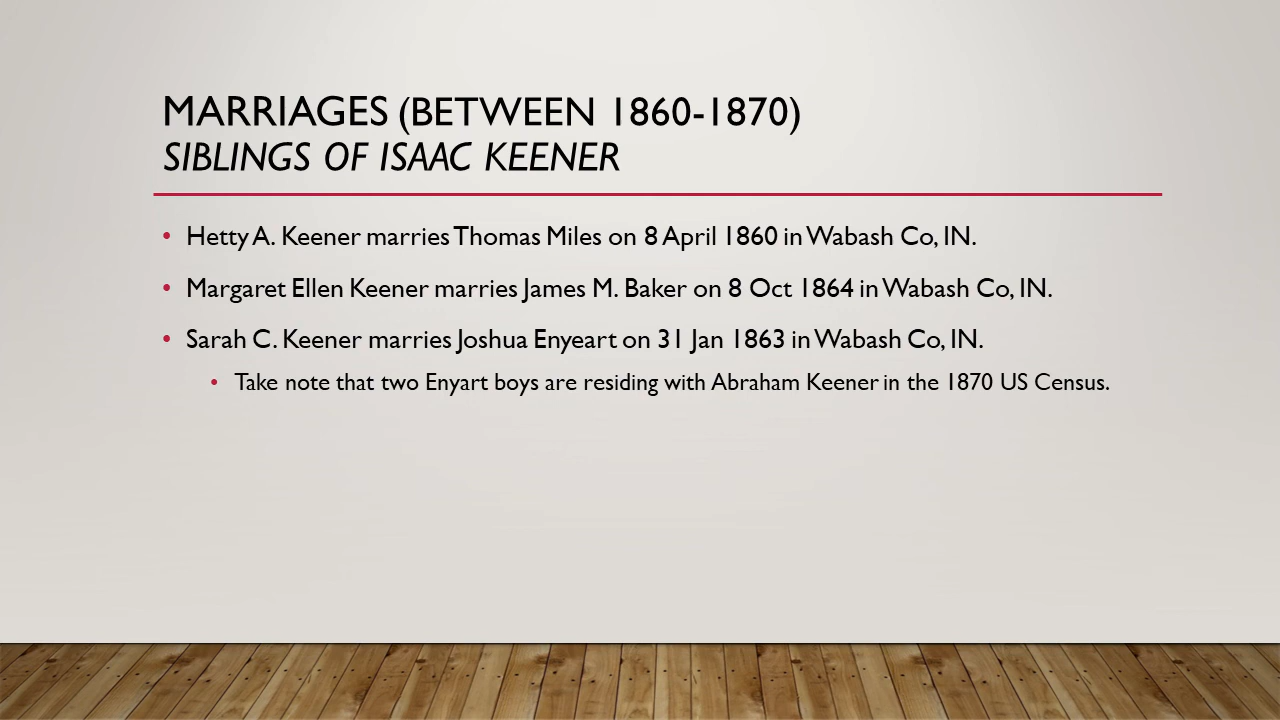 MARRIAGES (BETWEEN 1860-1870)
SIBLINGS OF ISAAC KEENER
• Hetty A. Keener marries Thomas Miles on 8 April 1860 in Wabash Co, IN.
• Margaret Ellen Keener marries James M. Baker on 8 Oct 1864 in Wabash Co, IN.
• Sarah C. Keener marries Joshua Enyeart on 31 Jan 1863 in Wabash Co, IN.
• Take note that two Enyart boys are residing with Abraham Keener in the 1870 US Census.